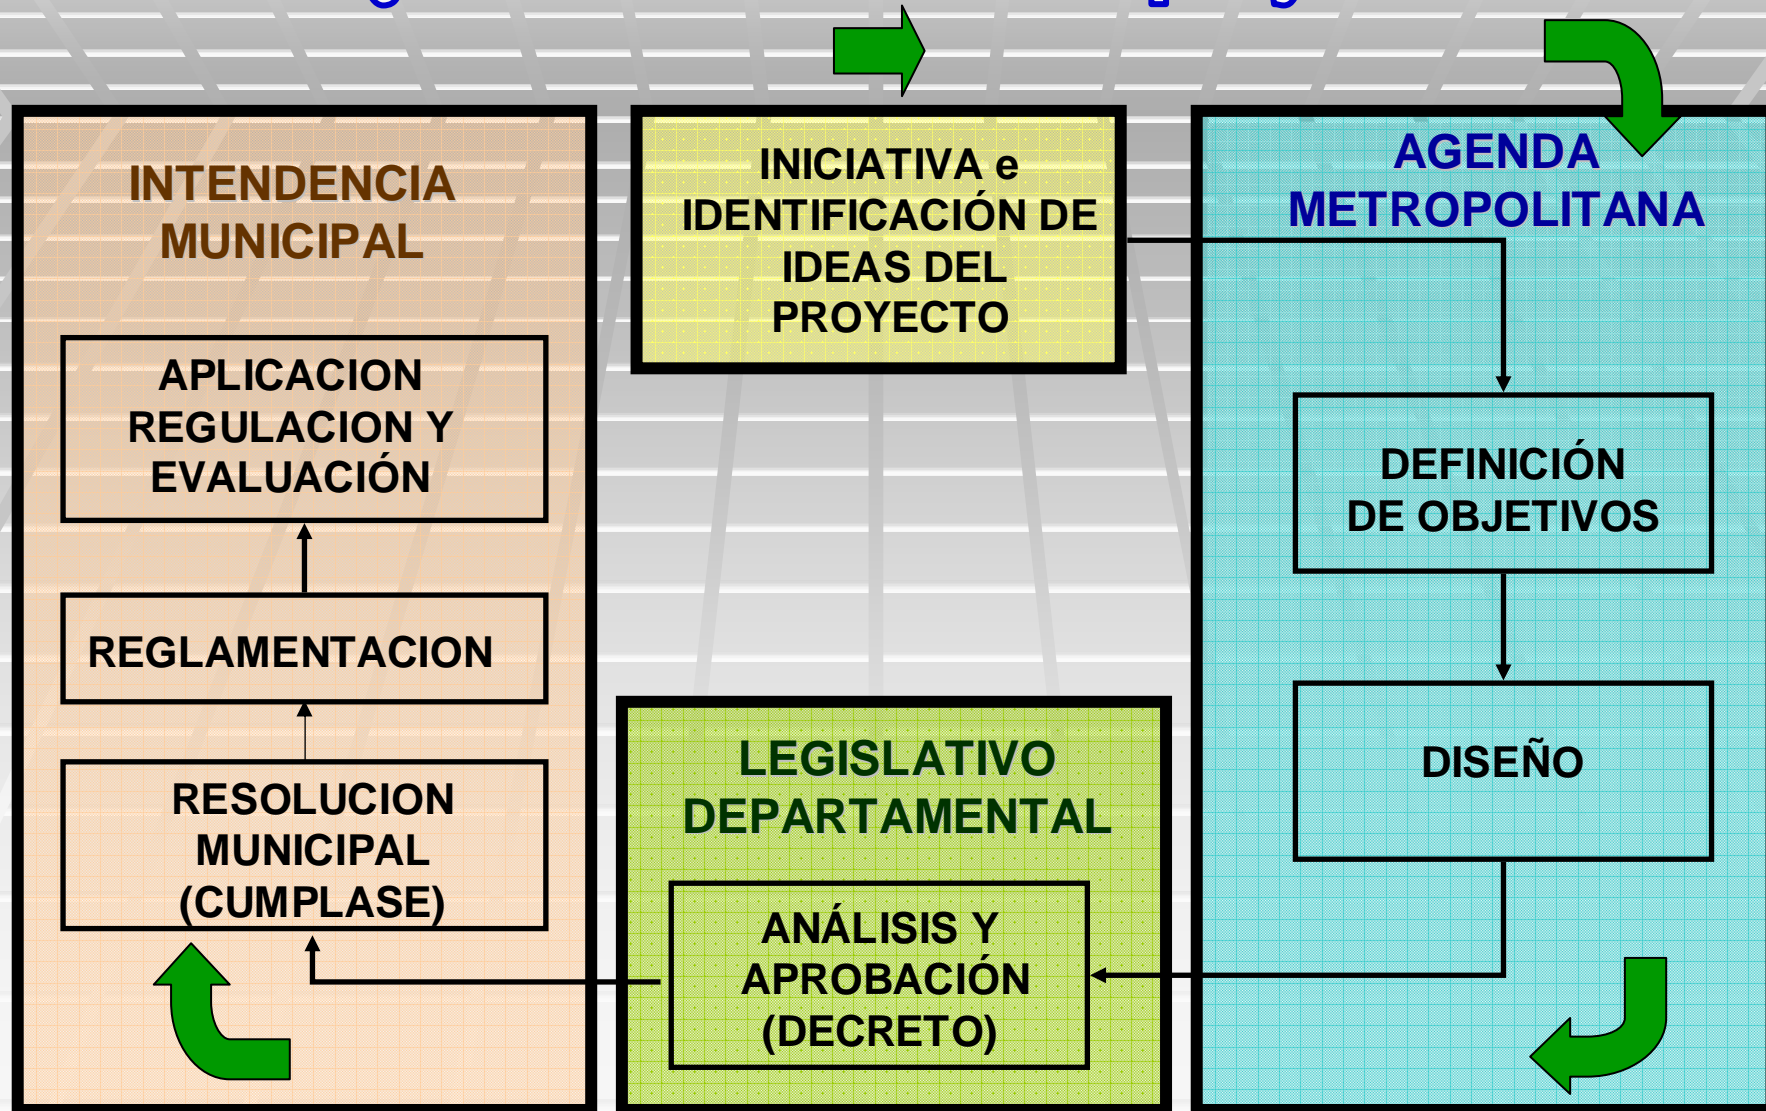 INTENDENCIA
MUNICIPAL
APLICACION
REGULACION Y
EVALUACIÓN
REGLAMENTACION
RESOLUCION
MUNICIPAL
(CUMPLASE)
INICIATIVA e
IDENTIFICACIÓN DE
IDEAS DEL
PROYECTO
LEGISLATIVO
DEPARTAMENTAL
ANÁLISIS Y
APROBACIÓN
(DECRETO)
AGENDA
METROPOLITANA
DEFINICIÓN
DE OBJETIVOS
DISEÑO